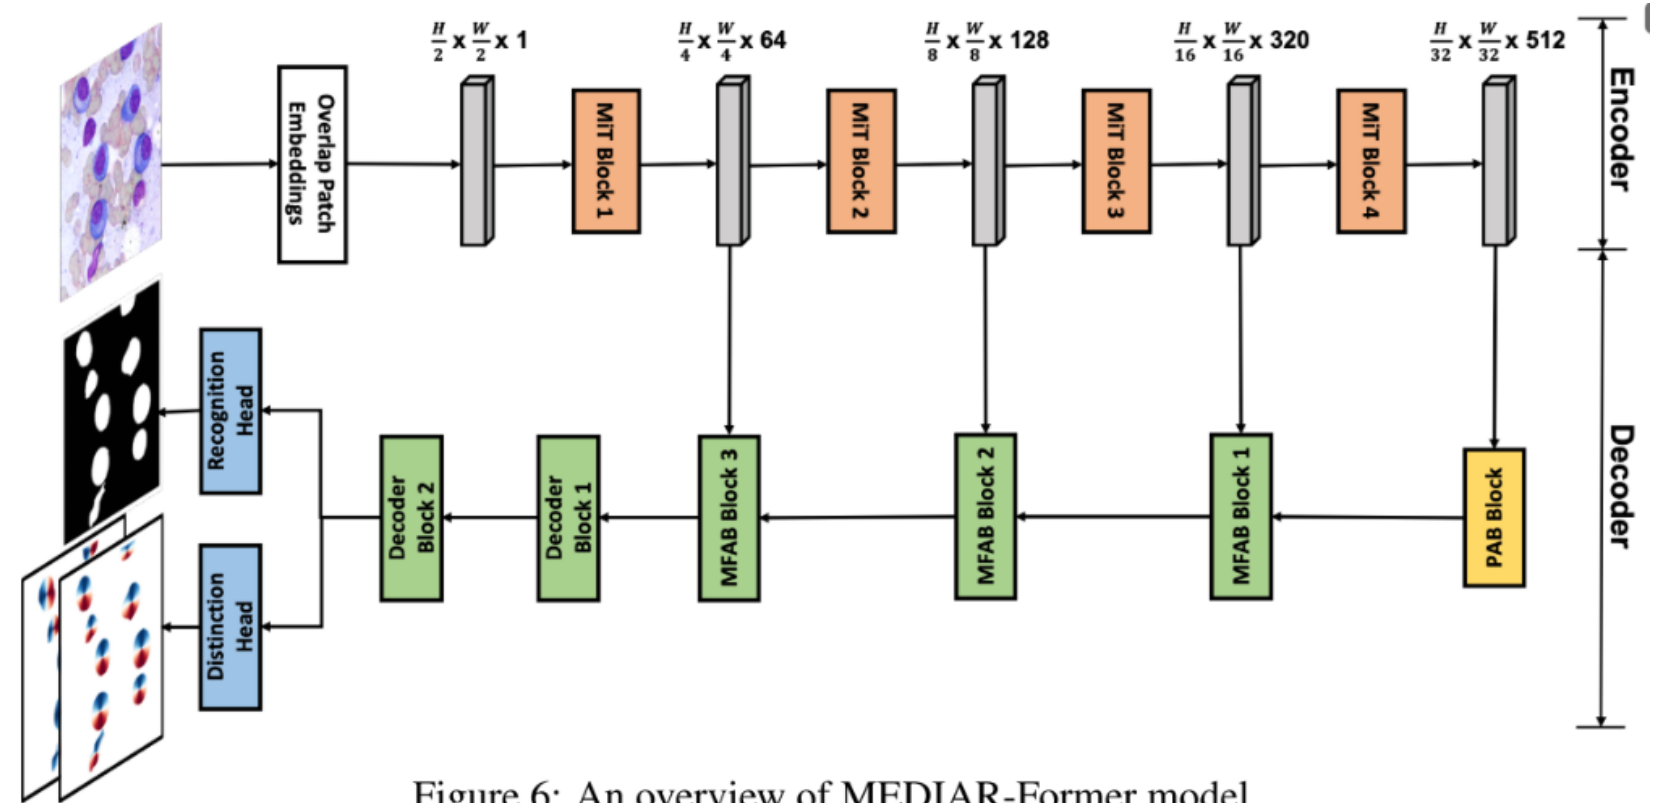 H/2 x W/2 x 1
H/4 x W/4 x 64
H/8 x W/8 x 128
H/16 x W/16 x 320
H/32 x W/32 x 512
Overlap Patch
Embeddings
MiT Block 1
MiT Block 2
MiT Block 3
MiT Block 4
Encoder
Recognition
Head
Distinction
Head
Decoder
Block 2
Decoder
Block 1
MFAB Block 3
MFAB Block 2
MFAB Block 1
PAB Block
Decoder
Figure 6: An overview of MEDIAR-Former model